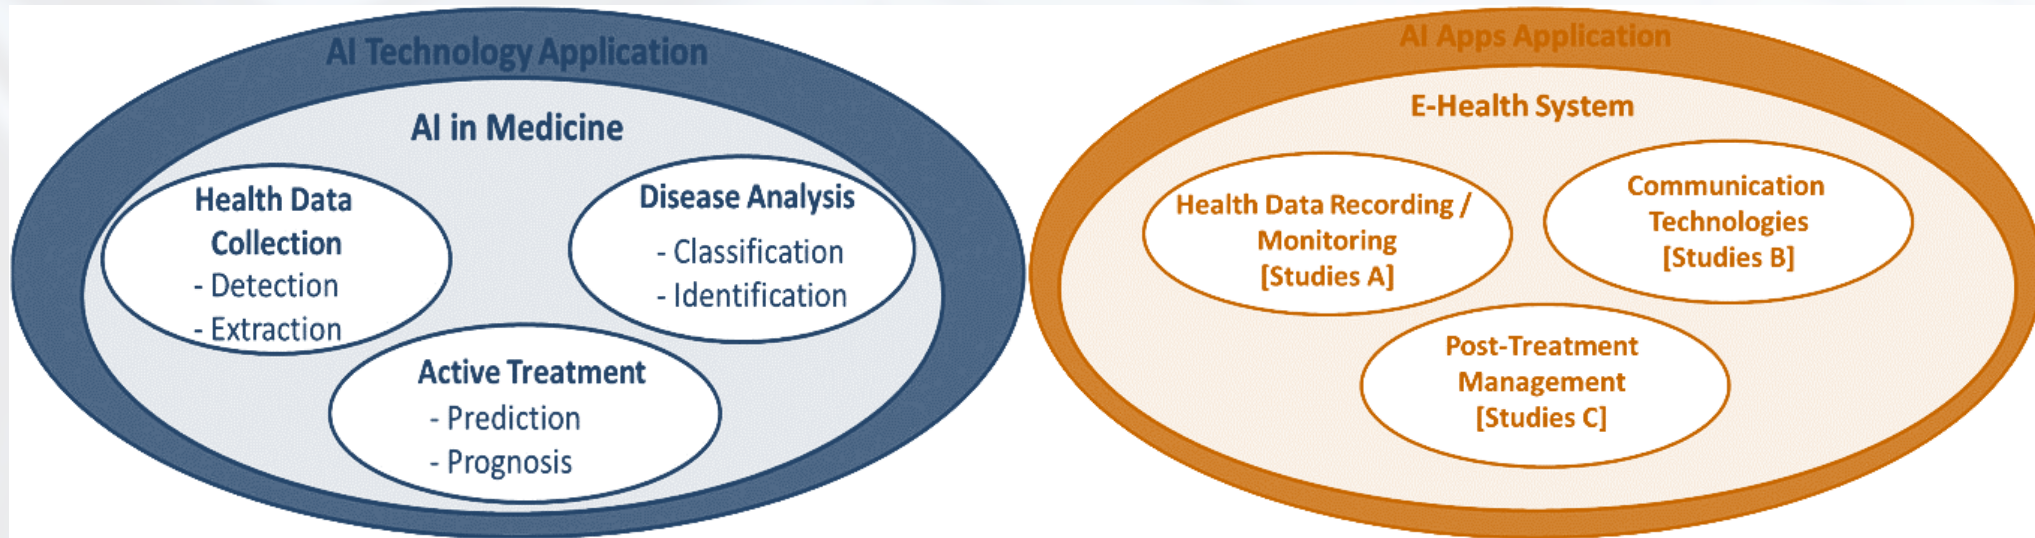 AI Technology Application
AI in Medicine
Health Data
Collection
- Detection
- Extraction
Disease Analysis
- Classification
- Identification
Active Treatment
- Prediction
- Prognosis
AI Apps Application
E-Health System
Health Data Recording /
Monitoring
[Studies A]
Communication
Technologies
[Studies B]
Post-Treatment
Management
[Studies C]